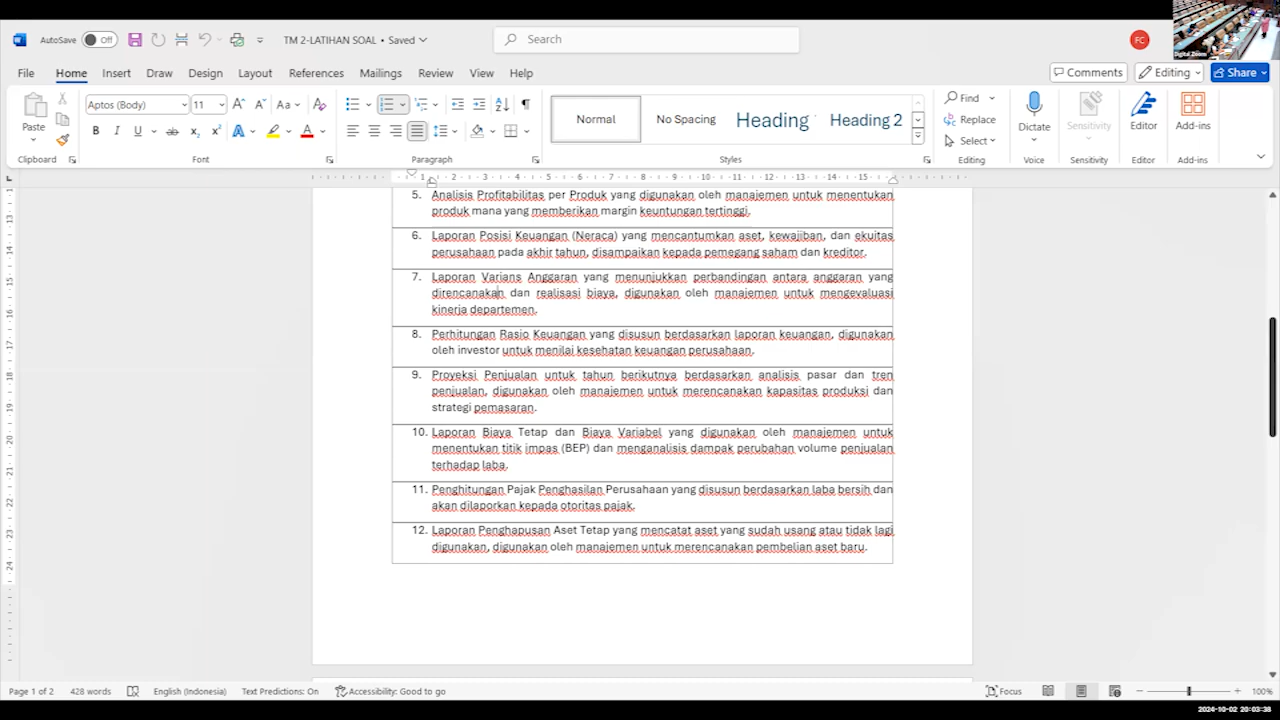 AutoSave Off TM 2-LATIHAN SOAL • Saved Search FC
Digital Zoom
File Home Insert Draw Design Layout References Mailings Review View Help Comments Editing Share
Paste Aptos (Body) 11 Normal No Spacing Heading Heading 2 Find Replace Select Dictate Sensitivity Editor Add-ins
Clipboard Font Paragraph Styles Editing Voice Sensitivity Editor Add-ins
5. Analisis Profitabilitas per Produk yang digunakan oleh manajemen untuk menentukan
produk mana yang memberikan margin keuntungan tertinggi.
6. Laporan Posisi Keuangan (Neraca) yang mencantumkan aset, kewajiban, dan ekuitas
perusahaan pada akhir tahun, disampaikan kepada pemegang saham dan kreditor.
7. Laporan Varians Anggaran yang menunjukkan perbandingan antara anggaran yang
direncanakan dan realisasi biaya, digunakan oleh manajemen untuk mengevaluasi
kinerja departemen.
8. Perhitungan Rasio Keuangan yang disusun berdasarkan laporan keuangan, digunakan
oleh investor untuk menilai kesehatan keuangan perusahaan.
9. Proyeksi Penjualan untuk tahun berikutnya berdasarkan analisis pasar dan tren
penjualan, digunakan oleh manajemen untuk merencanakan kapasitas produksi dan
strategi pemasaran.
10. Laporan Biaya Tetap dan Biaya Variabel yang digunakan oleh manajemen untuk
menentukan titik impas (BEP) dan menganalisis dampak perubahan volume penjualan
terhadap laba.
11. Penghitungan Pajak Penghasilan Perusahaan yang disusun berdasarkan laba bersih dan
akan dilaporkan kepada otoritas pajak.
12. Laporan Penghapusan Aset Tetap yang mencatat aset yang sudah usang atau tidak lagi
digunakan, digunakan oleh manajemen untuk merencanakan pembelian aset baru.
Page 1 of 2 428 words English (Indonesia) Text Predictions: On Accessibility: Good to go Focus 100%
2024-10-02 20:03:38